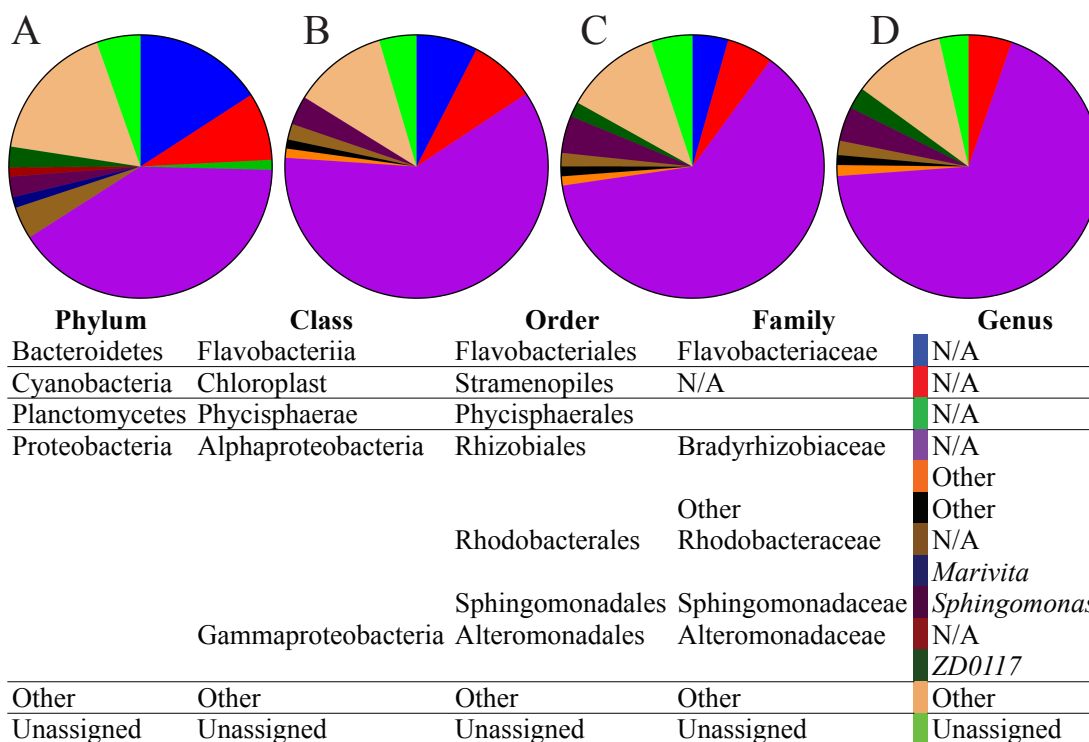 A B C D
Phylum Class Order Family Genus
Bacteroidetes Flavobacteriia Flavobacteriales Flavobacteriaceae N/A
Cyanobacteria Chloroplast Stramenopiles N/A N/A
Planctomycetes Phycisphaerae Phycisphaerales N/A
Proteobacteria Alphaproteobacteria Rhizobiales Bradyrhizobiaceae N/A
Other
Other Other
Rhodobacterales Rhodobacteraceae N/A
Marivita
Sphingomonadales Sphingomonadaceae Sphingomonas
Gammaproteobacteria Alteromonadales Alteromonadaceae N/A
ZD0117
Other Other Other Other Other
Unassigned Unassigned Unassigned Unassigned Unassigned